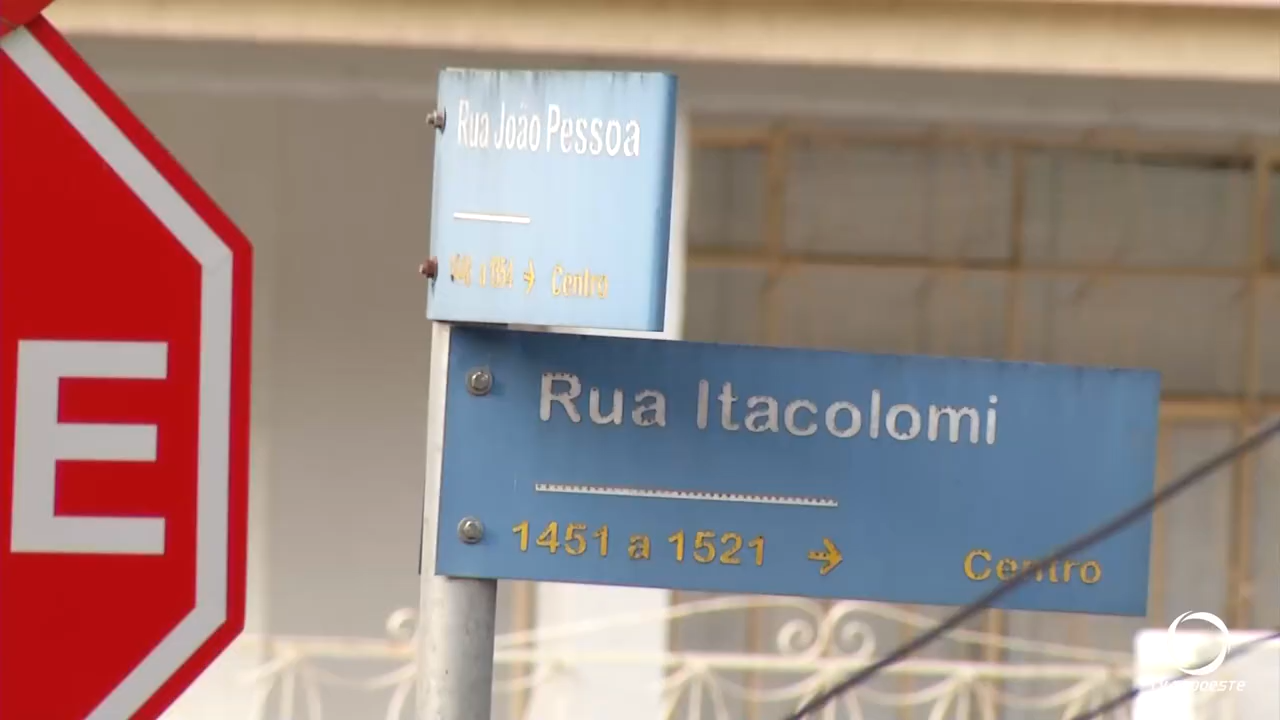 Rua João Pessoa
Centro
Rua Itacolomi
1451 a 1521 → Centro
E